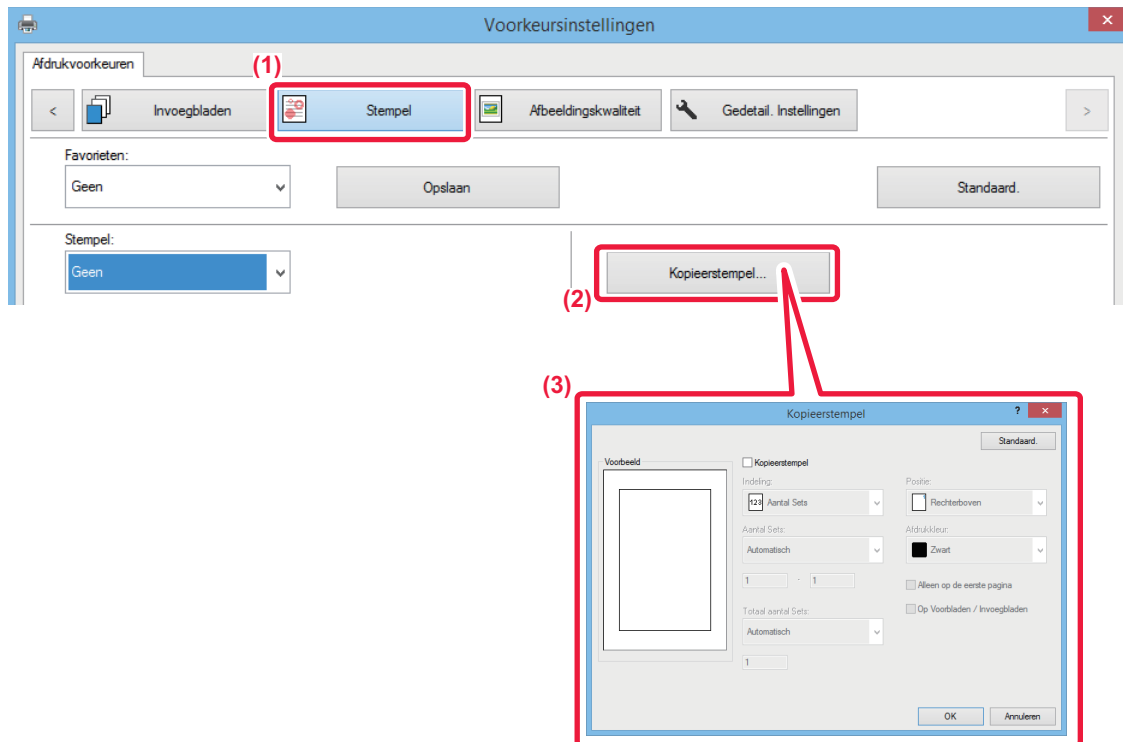 Voorkeursinstellingen
Afdrukvoorkeuren
(1)
< Invoegbladen Stempel Afbeeldingskwaliteit Gedetail. Instellingen >
Favorieten:
Geen Opslaan Standaard.
Stempel:
Geen Kopieerstempel...
(2)
(3)
Kopieerstempel ?
Standaard.
Voorbeeld Kopieerstempel
Indeling: Positie:
123 Aantal Sets Rechterboven
Aantal Sets: Afdrukkleur:
Automatisch Zwart
1 - 1 Alleen op de eerste pagina
Totaal aantal Sets: Op Voorbladen / Invoegbladen
Automatisch
1
OK Annuleren